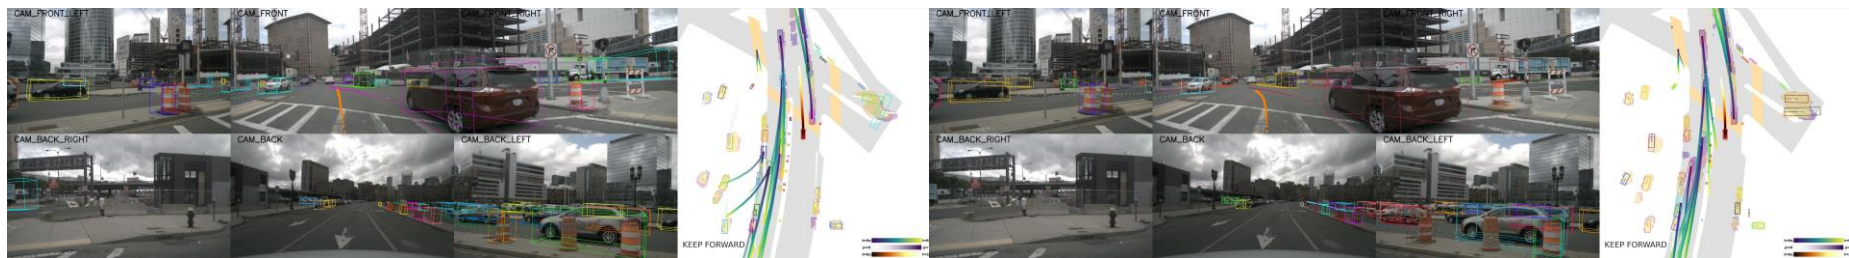 CAM_FRONT_LEFT CAM_FRONT CAM_FRONT_RIGHT CAM_FRONT_LEFT CAM_FRONT CAM_FRONT_RIGHT
CAM_BACK_RIGHT CAM_BACK CAM_BACK_LEFT CAM_BACK_RIGHT CAM_BACK CAM_BACK_LEFT
KEEP FORWARD KEEP FORWARD